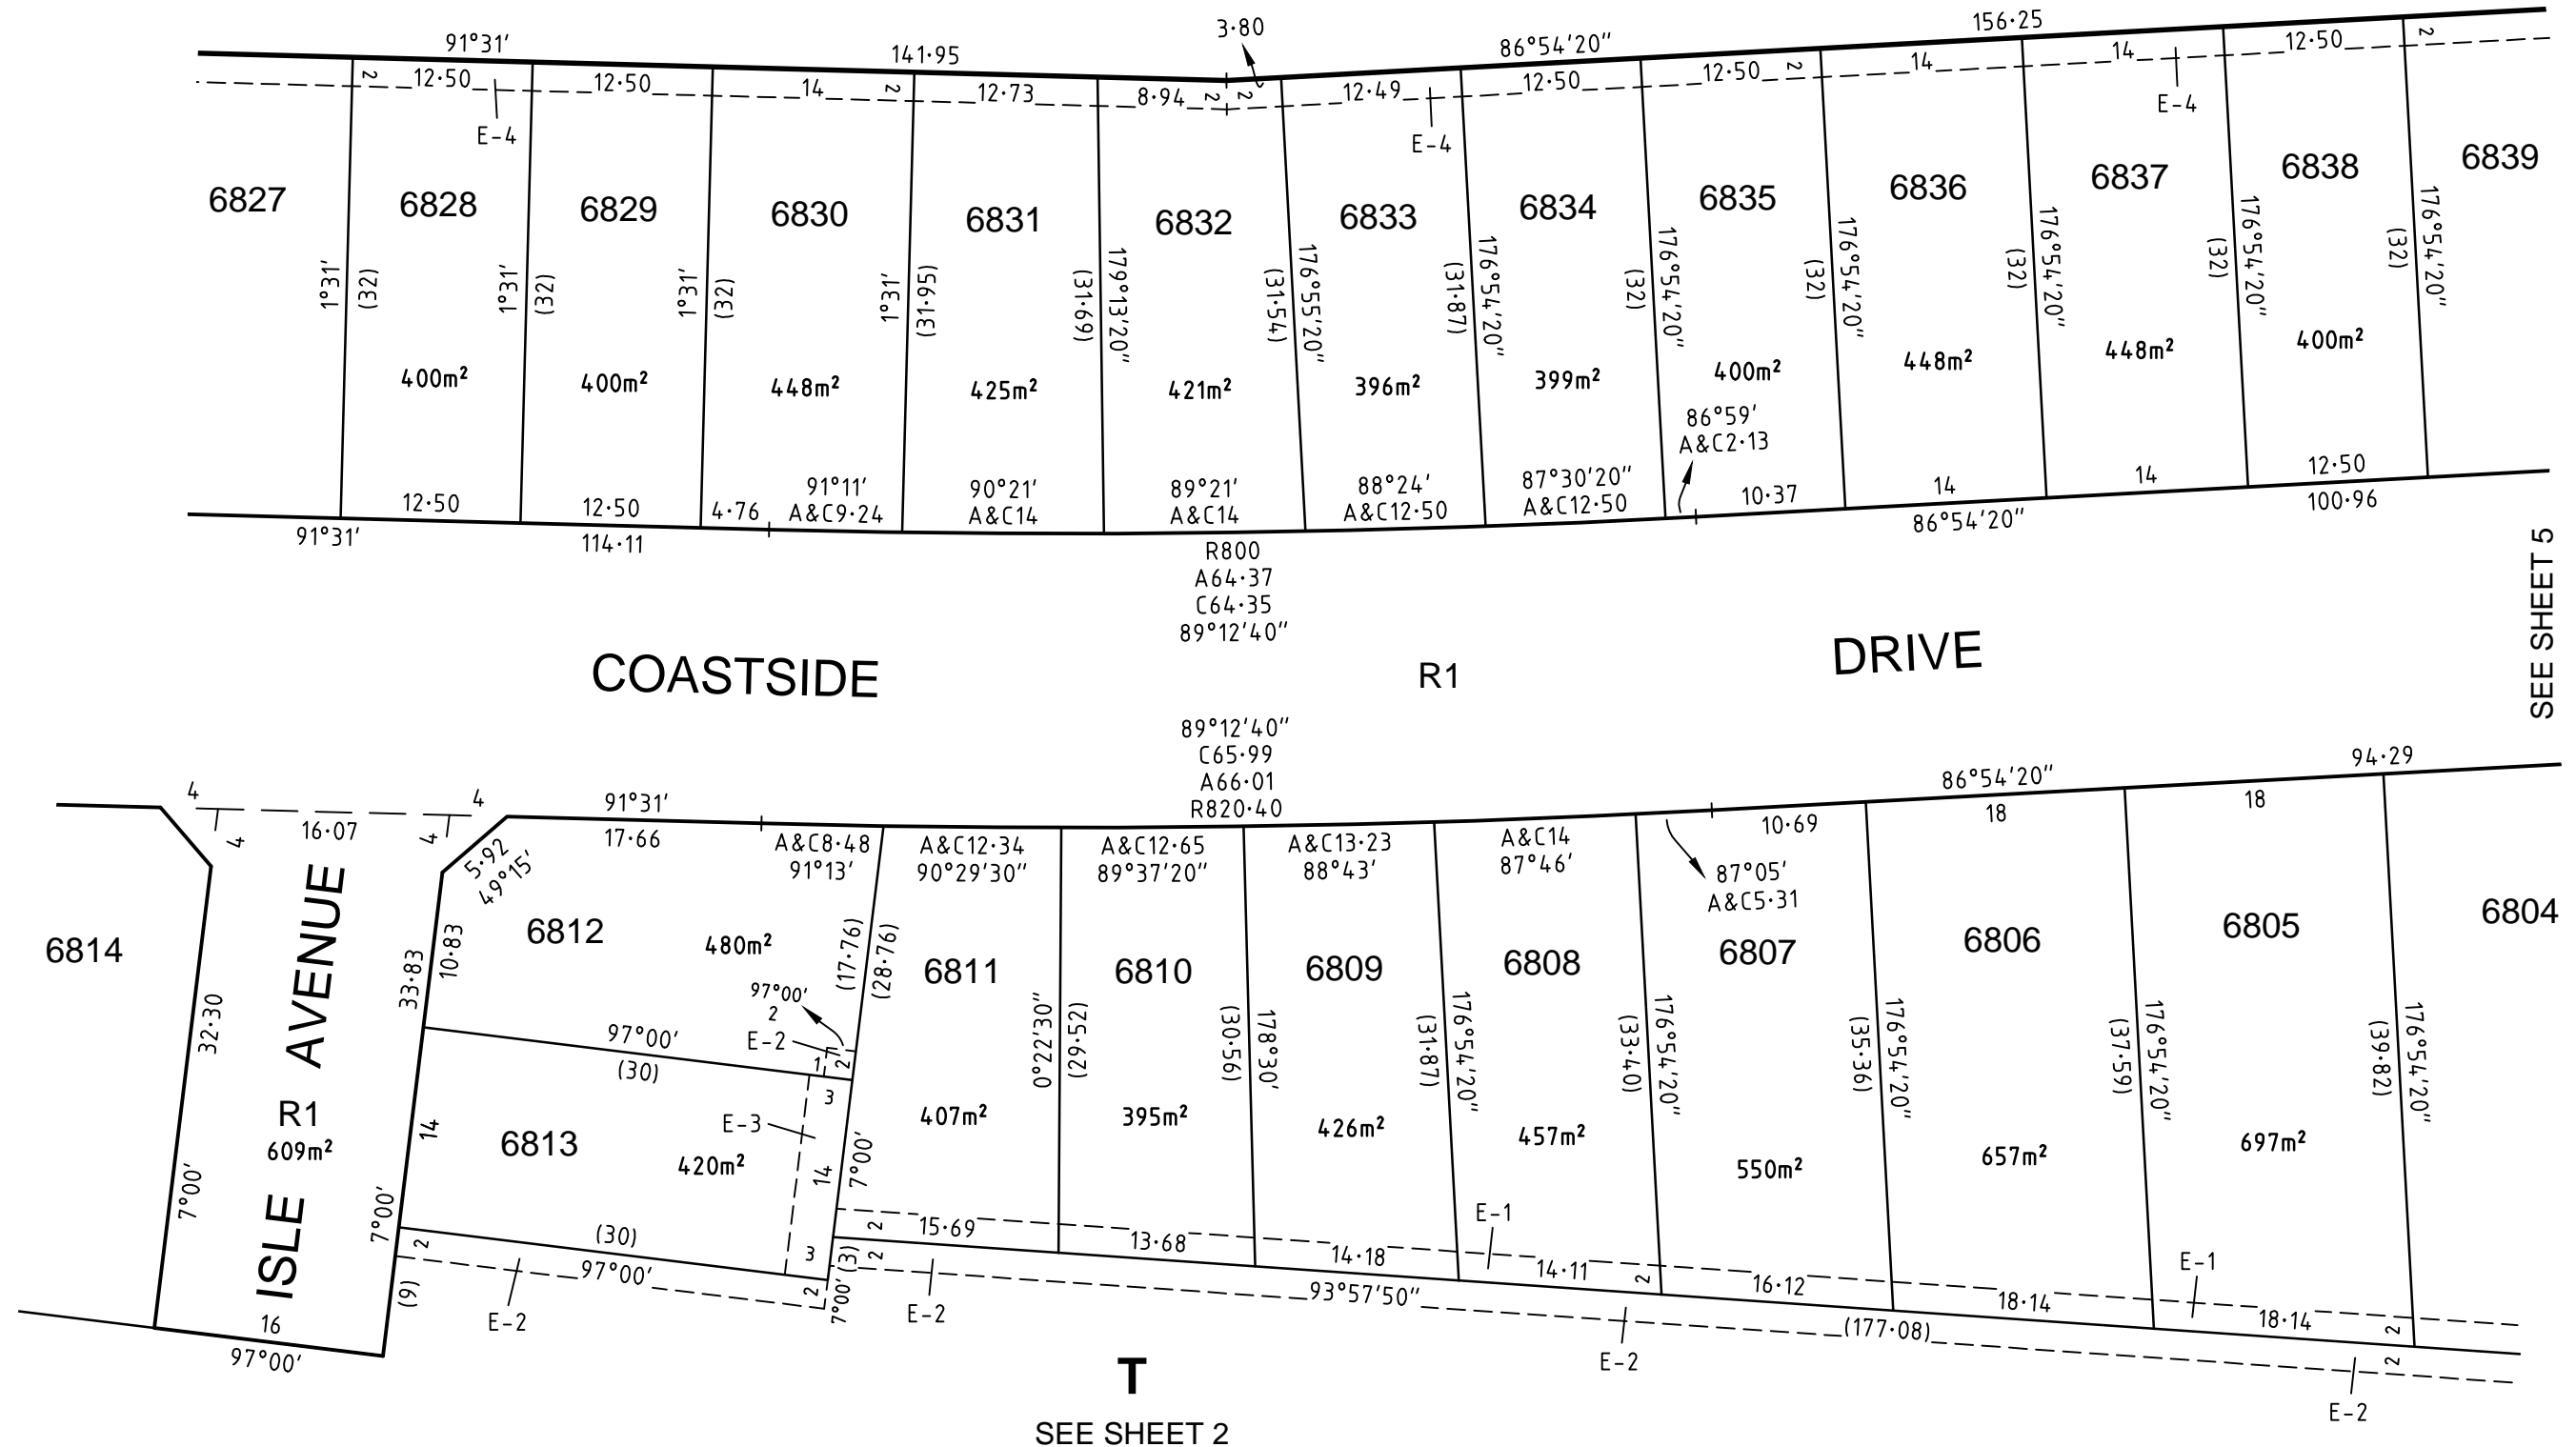 3·80
156·25
91°31'
141·95
86°54'20"
2
12·50
12·50
14
2
12·73
8·94
2
2
12·49
12·50
12·50
2
14
14
12·50
2
E-4
E-4
E-4
6827
6828
6829
6830
6831
6832
6833
6834
6835
6836
6837
6838
6839
1°31'
(32)
1°31'
(32)
1°31'
(32)
1°31'
(31·95)
(31·69)
179°13'20"
(31·54)
176°55'20"
(31·87)
176°54'20"
(32)
176°54'20"
(32)
176°54'20"
(32)
176°54'20"
(32)
176°54'20"
(32)
176°54'20"
400m²
400m²
448m²
425m²
421m²
396m²
399m²
400m²
448m²
448m²
400m²
86°59'
A&C2·13
12·50
12·50
4·76
91°11'
A&C9·24
90°21'
A&C14
89°21'
A&C14
88°24'
A&C12·50
87°30'20"
A&C12·50
10·37
14
14
12·50
91°31'
114·11
86°54'20"
100·96
R800
A64·37
C64·35
89°12'40"
SEE SHEET 5
COASTSIDE
R1
DRIVE
89°12'40"
C65·99
A66·01
R820·40
4
4
16·07
4
4
91°31'
86°54'20"
94·29
5·92
49°15'
17·66
A&C8·48
91°13'
A&C12·34
90°29'30"
A&C12·65
89°37'20"
A&C13·23
88°43'
A&C14
87°46'
10·69
18
18
87°05'
A&C5·31
6814
6812
480m²
6811
6810
6809
6808
6807
6806
6805
6804
32·30
7°00'
ISLE AVENUE
R1
609m²
33·83
10·83
14
7°00'
(9)
16
97°00'
97°00'
(30)
97°00'
2
E-2
1
2
3
E-3
14
3
6813
420m²
(30)
2
97°00'
2
E-2
(17·76)
(28·76)
7°00'
7°00'
(3)
0°22'30"
(29·52)
(30·56)
178°30'
(31·87)
176°54'20"
(33·40)
176°54'20"
(35·36)
176°54'20"
(37·59)
176°54'20"
(39·82)
176°54'20"
407m²
395m²
426m²
457m²
550m²
657m²
697m²
2
15·69
13·68
14·18
E-1
14·11
2
16·12
18·14
E-1
18·14
2
2
E-2
93°57'50"
E-2
(177·08)
2
E-2
T
SEE SHEET 2